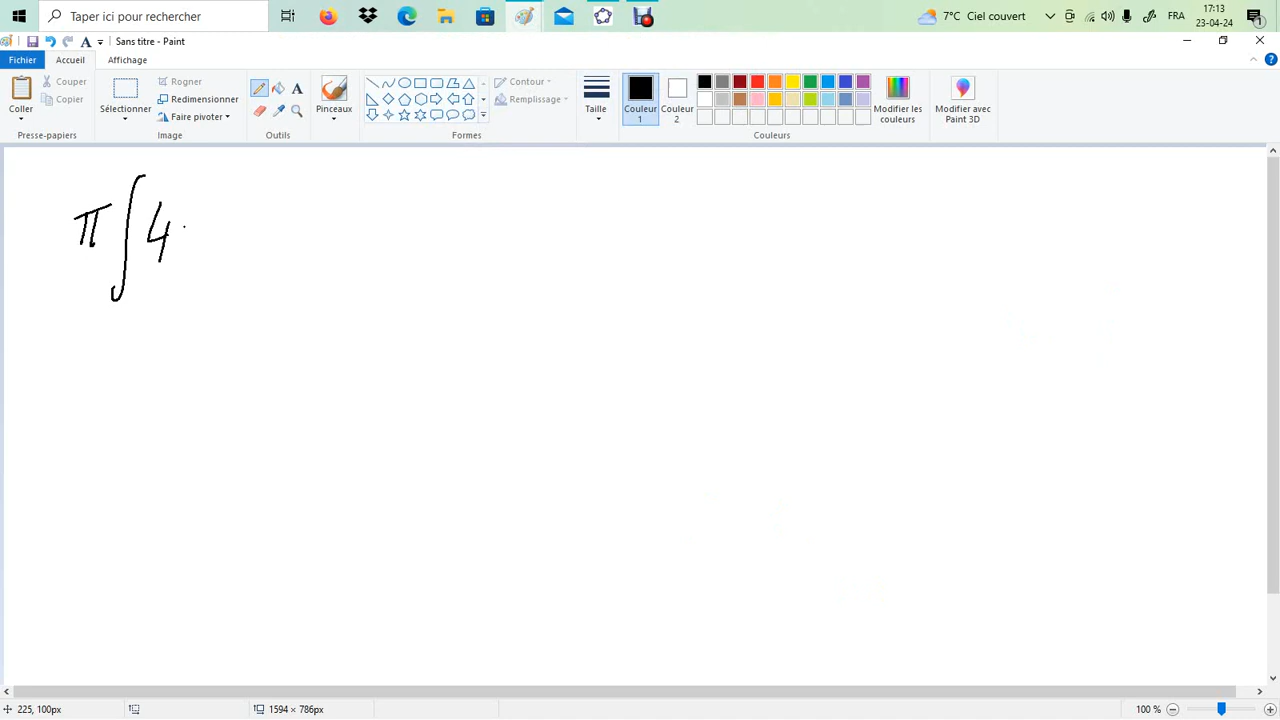 Taper ici pour rechercher
7°C Ciel couvert
FRA
17:13
23-04-24
1
Sans titre - Paint
Fichier
Accueil
Affichage
Coller
Couper
Copier
Presse-papiers
Sélectionner
Rogner
Redimensionner
Faire pivoter
Image
A
Outils
Pinceaux
Contour
Remplissage
Formes
Taille
Couleur 1
Couleur 2
Modifier les couleurs
Couleurs
Modifier avec Paint 3D
π∫4
225, 100px
1594 × 786px
100 %